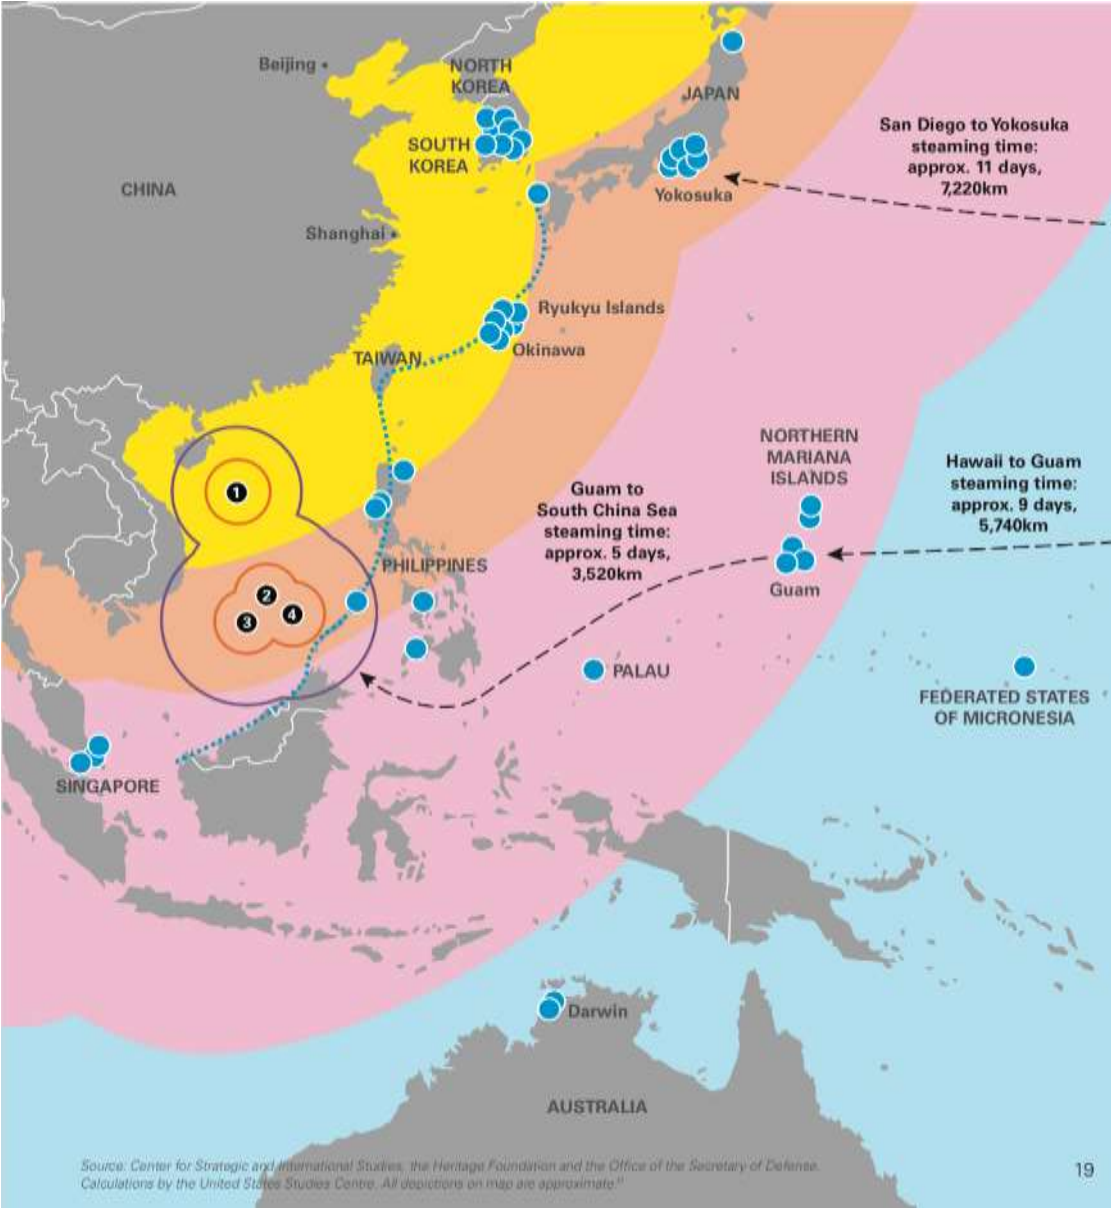 Beijing
NORTH
KOREA
JAPAN
SOUTH
KOREA
San Diego to Yokosuka
steaming time:
approx. 11 days,
7,220km
CHINA
Yokosuka
Shanghai
Ryukyu Islands
Okinawa
TAIWAN
NORTHERN
MARIANA
ISLANDS
Hawaii to Guam
steaming time:
approx. 9 days,
5,740km
1
Guam to
South China Sea
steaming time:
approx. 5 days,
3,520km
PHILIPPINES
Guam
2
3
4
PALAU
FEDERATED STATES
OF MICRONESIA
SINGAPORE
Darwin
AUSTRALIA
Source: Center for Strategic and International Studies, the Heritage Foundation and the Office of the Secretary of Defense.
Calculations by the United States Studies Centre. All depictions on map are approximate.
19